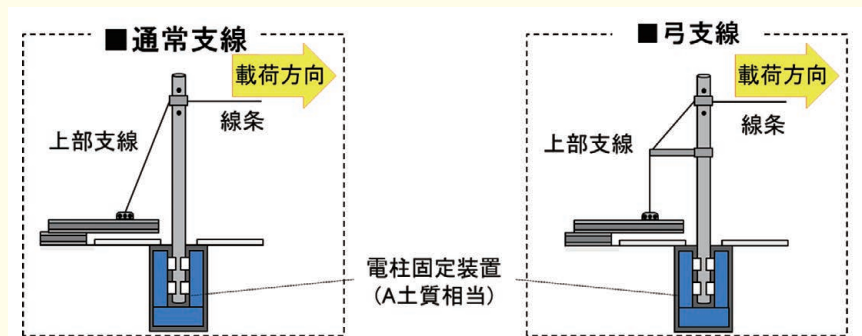 ■通常支線
載荷方向
線条
上部支線
■弓支線
載荷方向
線条
上部支線
電柱固定装置
（A土質相当）